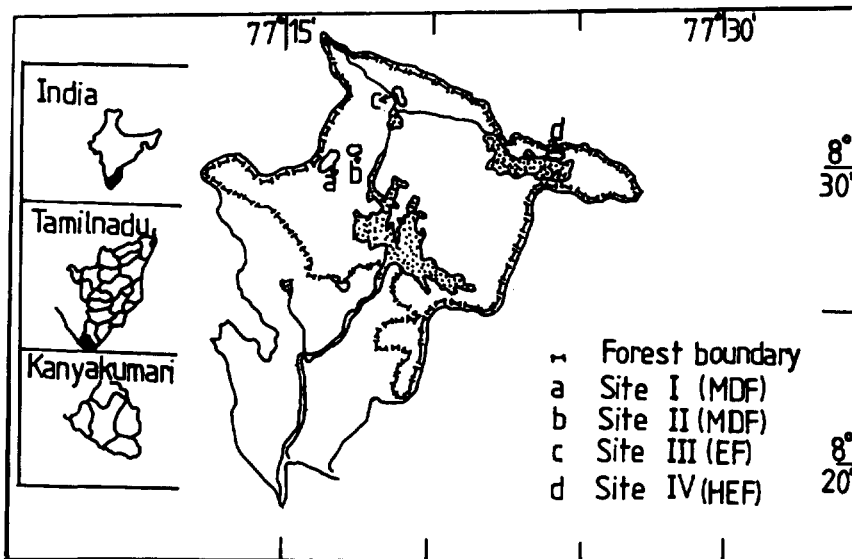 77° 15' 77° 30'
India
Tamilnadu
Kanyakumari
a
b
c
d
8°
30'
⊢⊣ Forest boundary
a Site I (MDF)
b Site II (MDF)
c Site III (EF)
d Site IV (HEF)
8°
20'